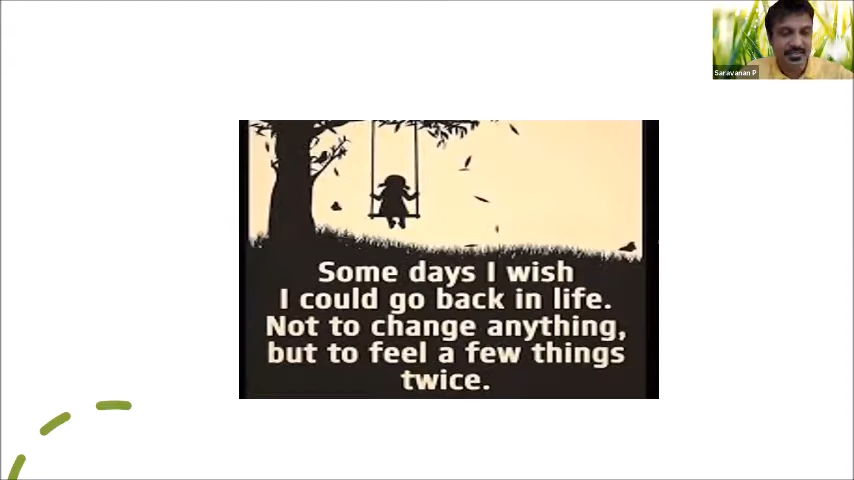 Saravanan P
Some days I wish
I could go back in life.
Not to change anything,
but to feel a few things
twice.